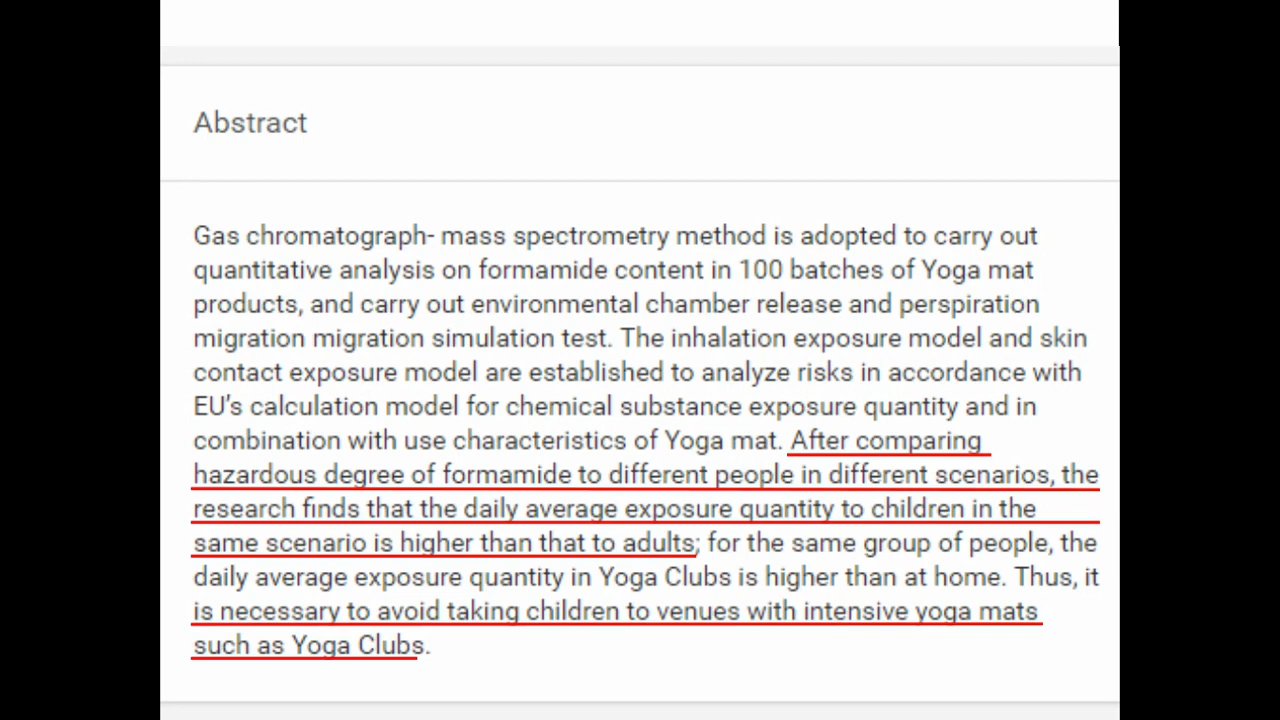 Abstract
Gas chromatograph- mass spectrometry method is adopted to carry out
quantitative analysis on formamide content in 100 batches of Yoga mat
products, and carry out environmental chamber release and perspiration
migration migration simulation test. The inhalation exposure model and skin
contact exposure model are established to analyze risks in accordance with
EU's calculation model for chemical substance exposure quantity and in
combination with use characteristics of Yoga mat. After comparing
hazardous degree of formamide to different people in different scenarios, the
research finds that the daily average exposure quantity to children in the
same scenario is higher than that to adults; for the same group of people, the
daily average exposure quantity in Yoga Clubs is higher than at home. Thus, it
is necessary to avoid taking children to venues with intensive yoga mats
such as Yoga Clubs.